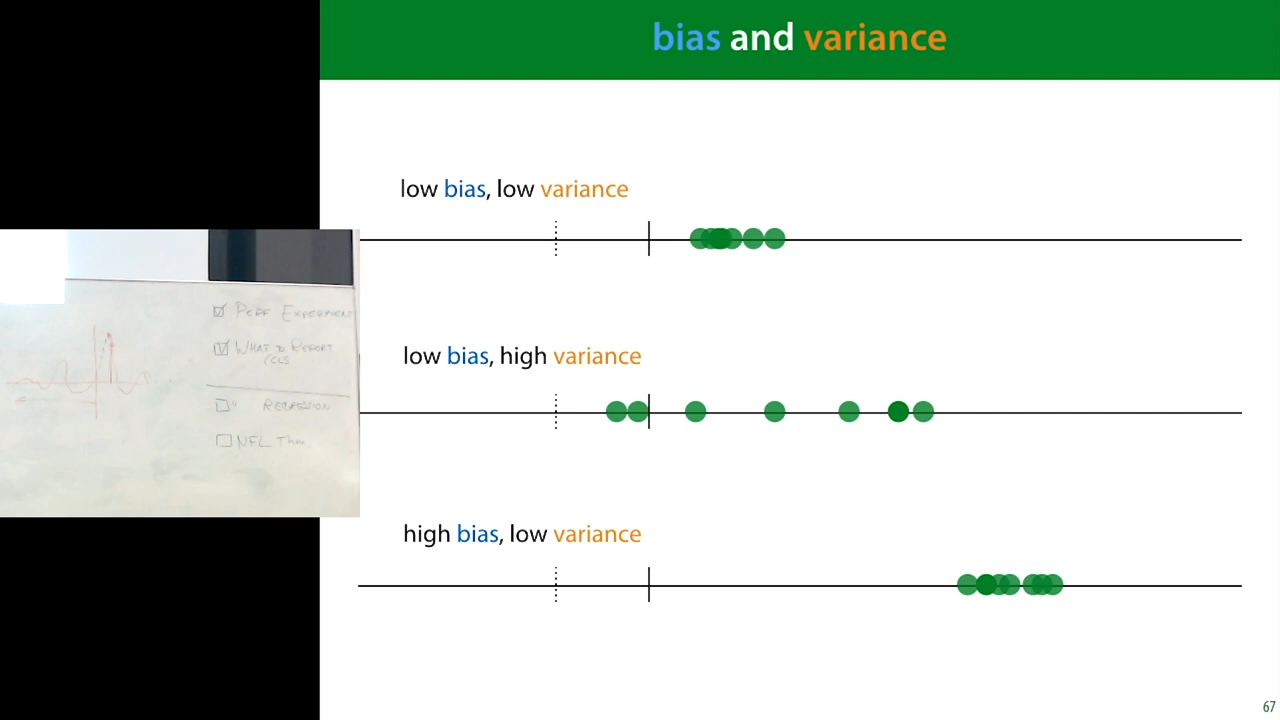 bias and variance
low bias, low variance
low bias, high variance
high bias, low variance
PERF EXPERIMENT
WHAT TO REPORT
REGRESSION
NFL Thm
67